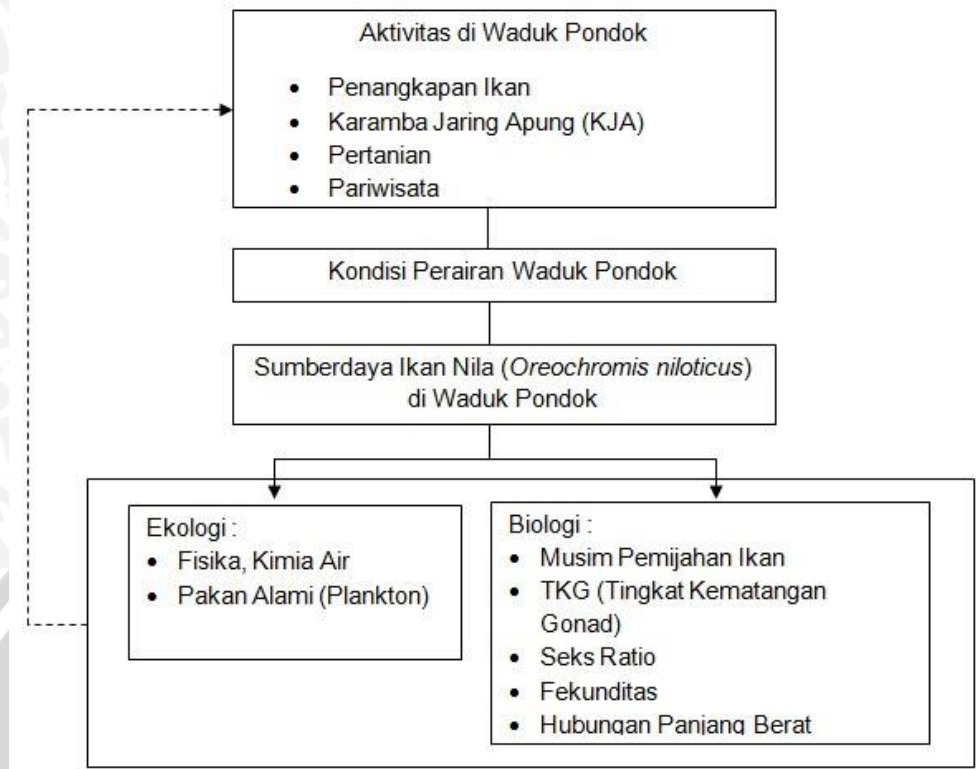 Aktivitas di Waduk Pondok
• Penangkapan Ikan
• Karamba Jaring Apung (KJA)
• Pertanian
• Pariwisata
Kondisi Perairan Waduk Pondok
Sumberdaya Ikan Nila (Oreochromis niloticus)
di Waduk Pondok
Ekologi :
• Fisika, Kimia Air
• Pakan Alami (Plankton)
Biologi :
• Musim Pemijahan Ikan
• TKG (Tingkat Kematangan
Gonad)
• Seks Ratio
• Fekunditas
• Hubungan Panjang Berat